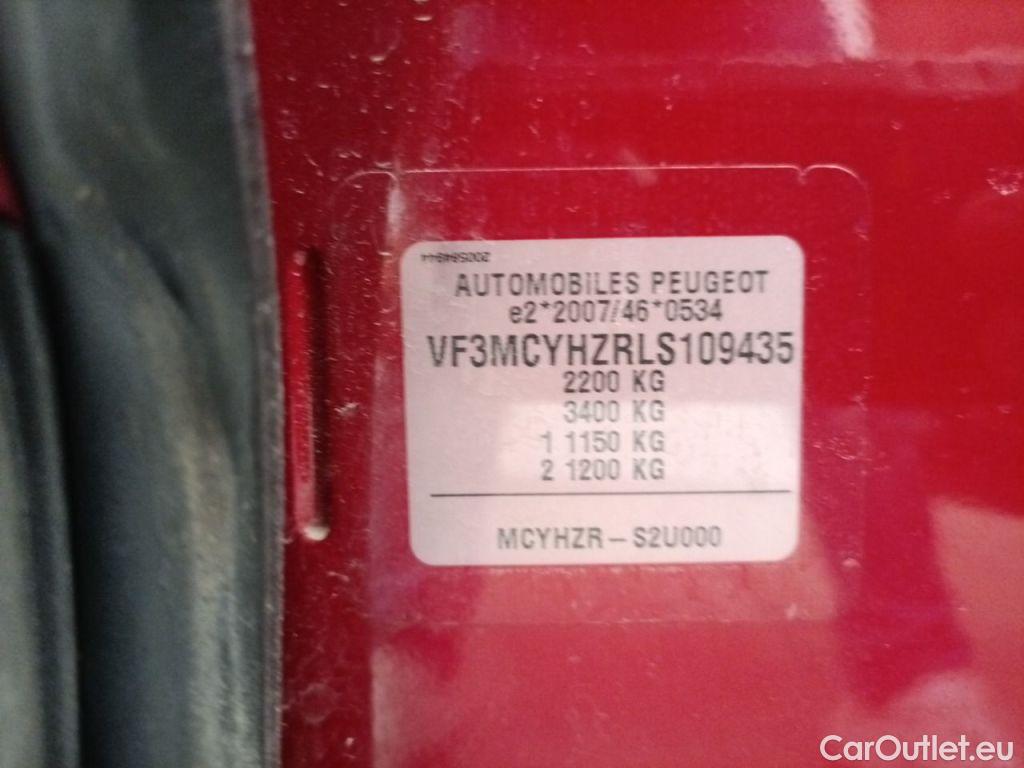 200584944
AUTOMOBILES PEUGEOT
e2*2007/46*0534
VF3MCYHZRLS109435
2200 KG
3400 KG
1 1150 KG
2 1200 KG
MCYHZR – S2U000
CarOutlet.eu